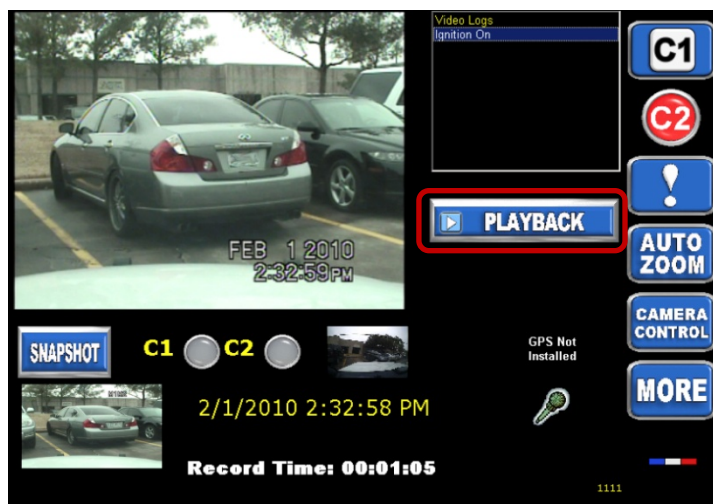 Video Logs
Ignition On
C1
C2
!
PLAYBACK
FEB 1 2010
2:32:59PM
AUTO
ZOOM
CAMERA
CONTROL
SNAPSHOT
C1
C2
GPS Not
Installed
MORE
2/1/2010 2:32:58 PM
Record Time: 00:01:05
1111